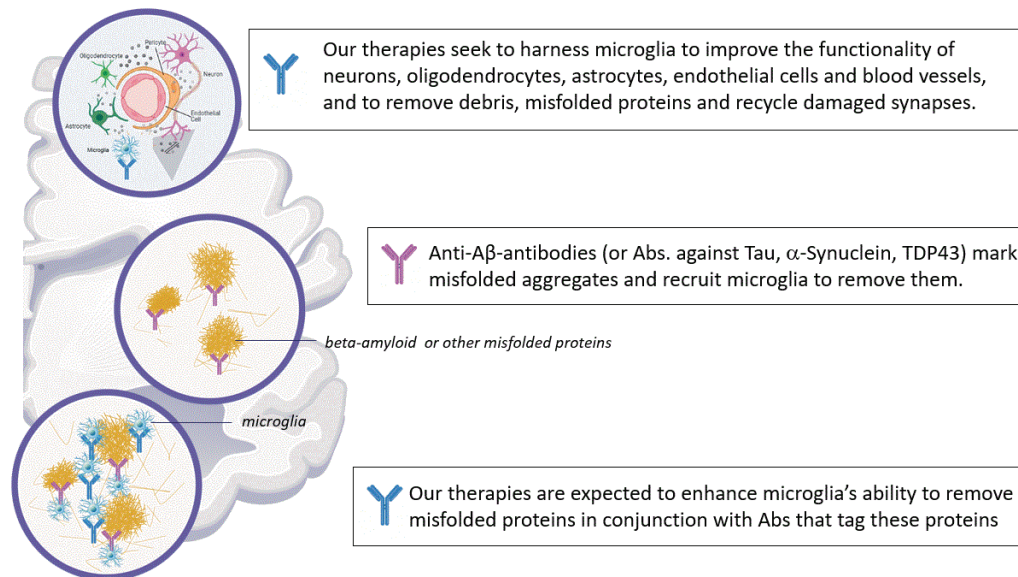 Pericyte
Oligodendrocyte
Neuron
Endothelial
Cell
Astrocyte
Microglia
Our therapies seek to harness microglia to improve the functionality of
neurons, oligodendrocytes, astrocytes, endothelial cells and blood vessels,
and to remove debris, misfolded proteins and recycle damaged synapses.
Anti-Aβ-antibodies (or Abs. against Tau, α-Synuclein, TDP43) mark
misfolded aggregates and recruit microglia to remove them.
beta-amyloid or other misfolded proteins
microglia
Our therapies are expected to enhance microglia's ability to remove
misfolded proteins in conjunction with Abs that tag these proteins